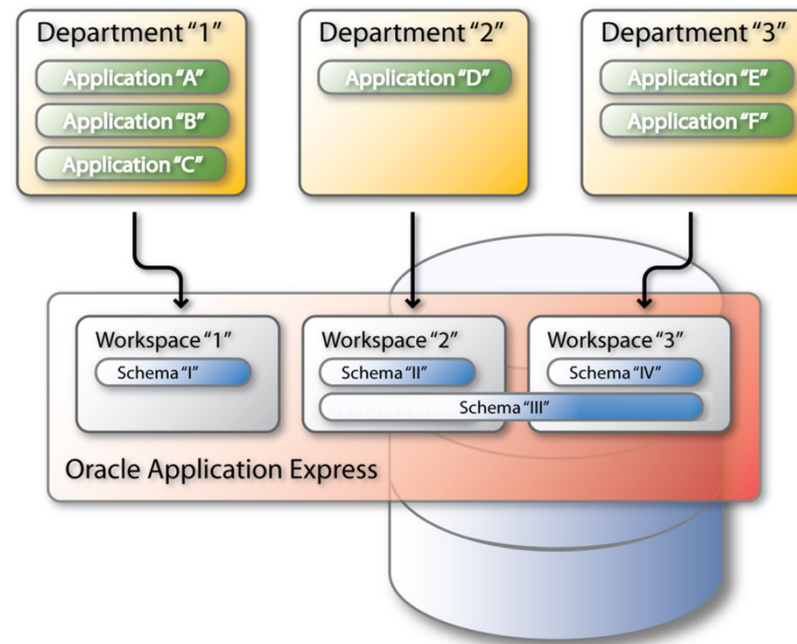 Department "1"
Application "A"
Application "B"
Application "C"
Department "2"
Application "D"
Department "3"
Application "E"
Application "F"
Workspace "1"
Schema "I"
Workspace "2"
Schema "II"
Workspace "3"
Schema "IV"
Schema "III"
Oracle Application Express